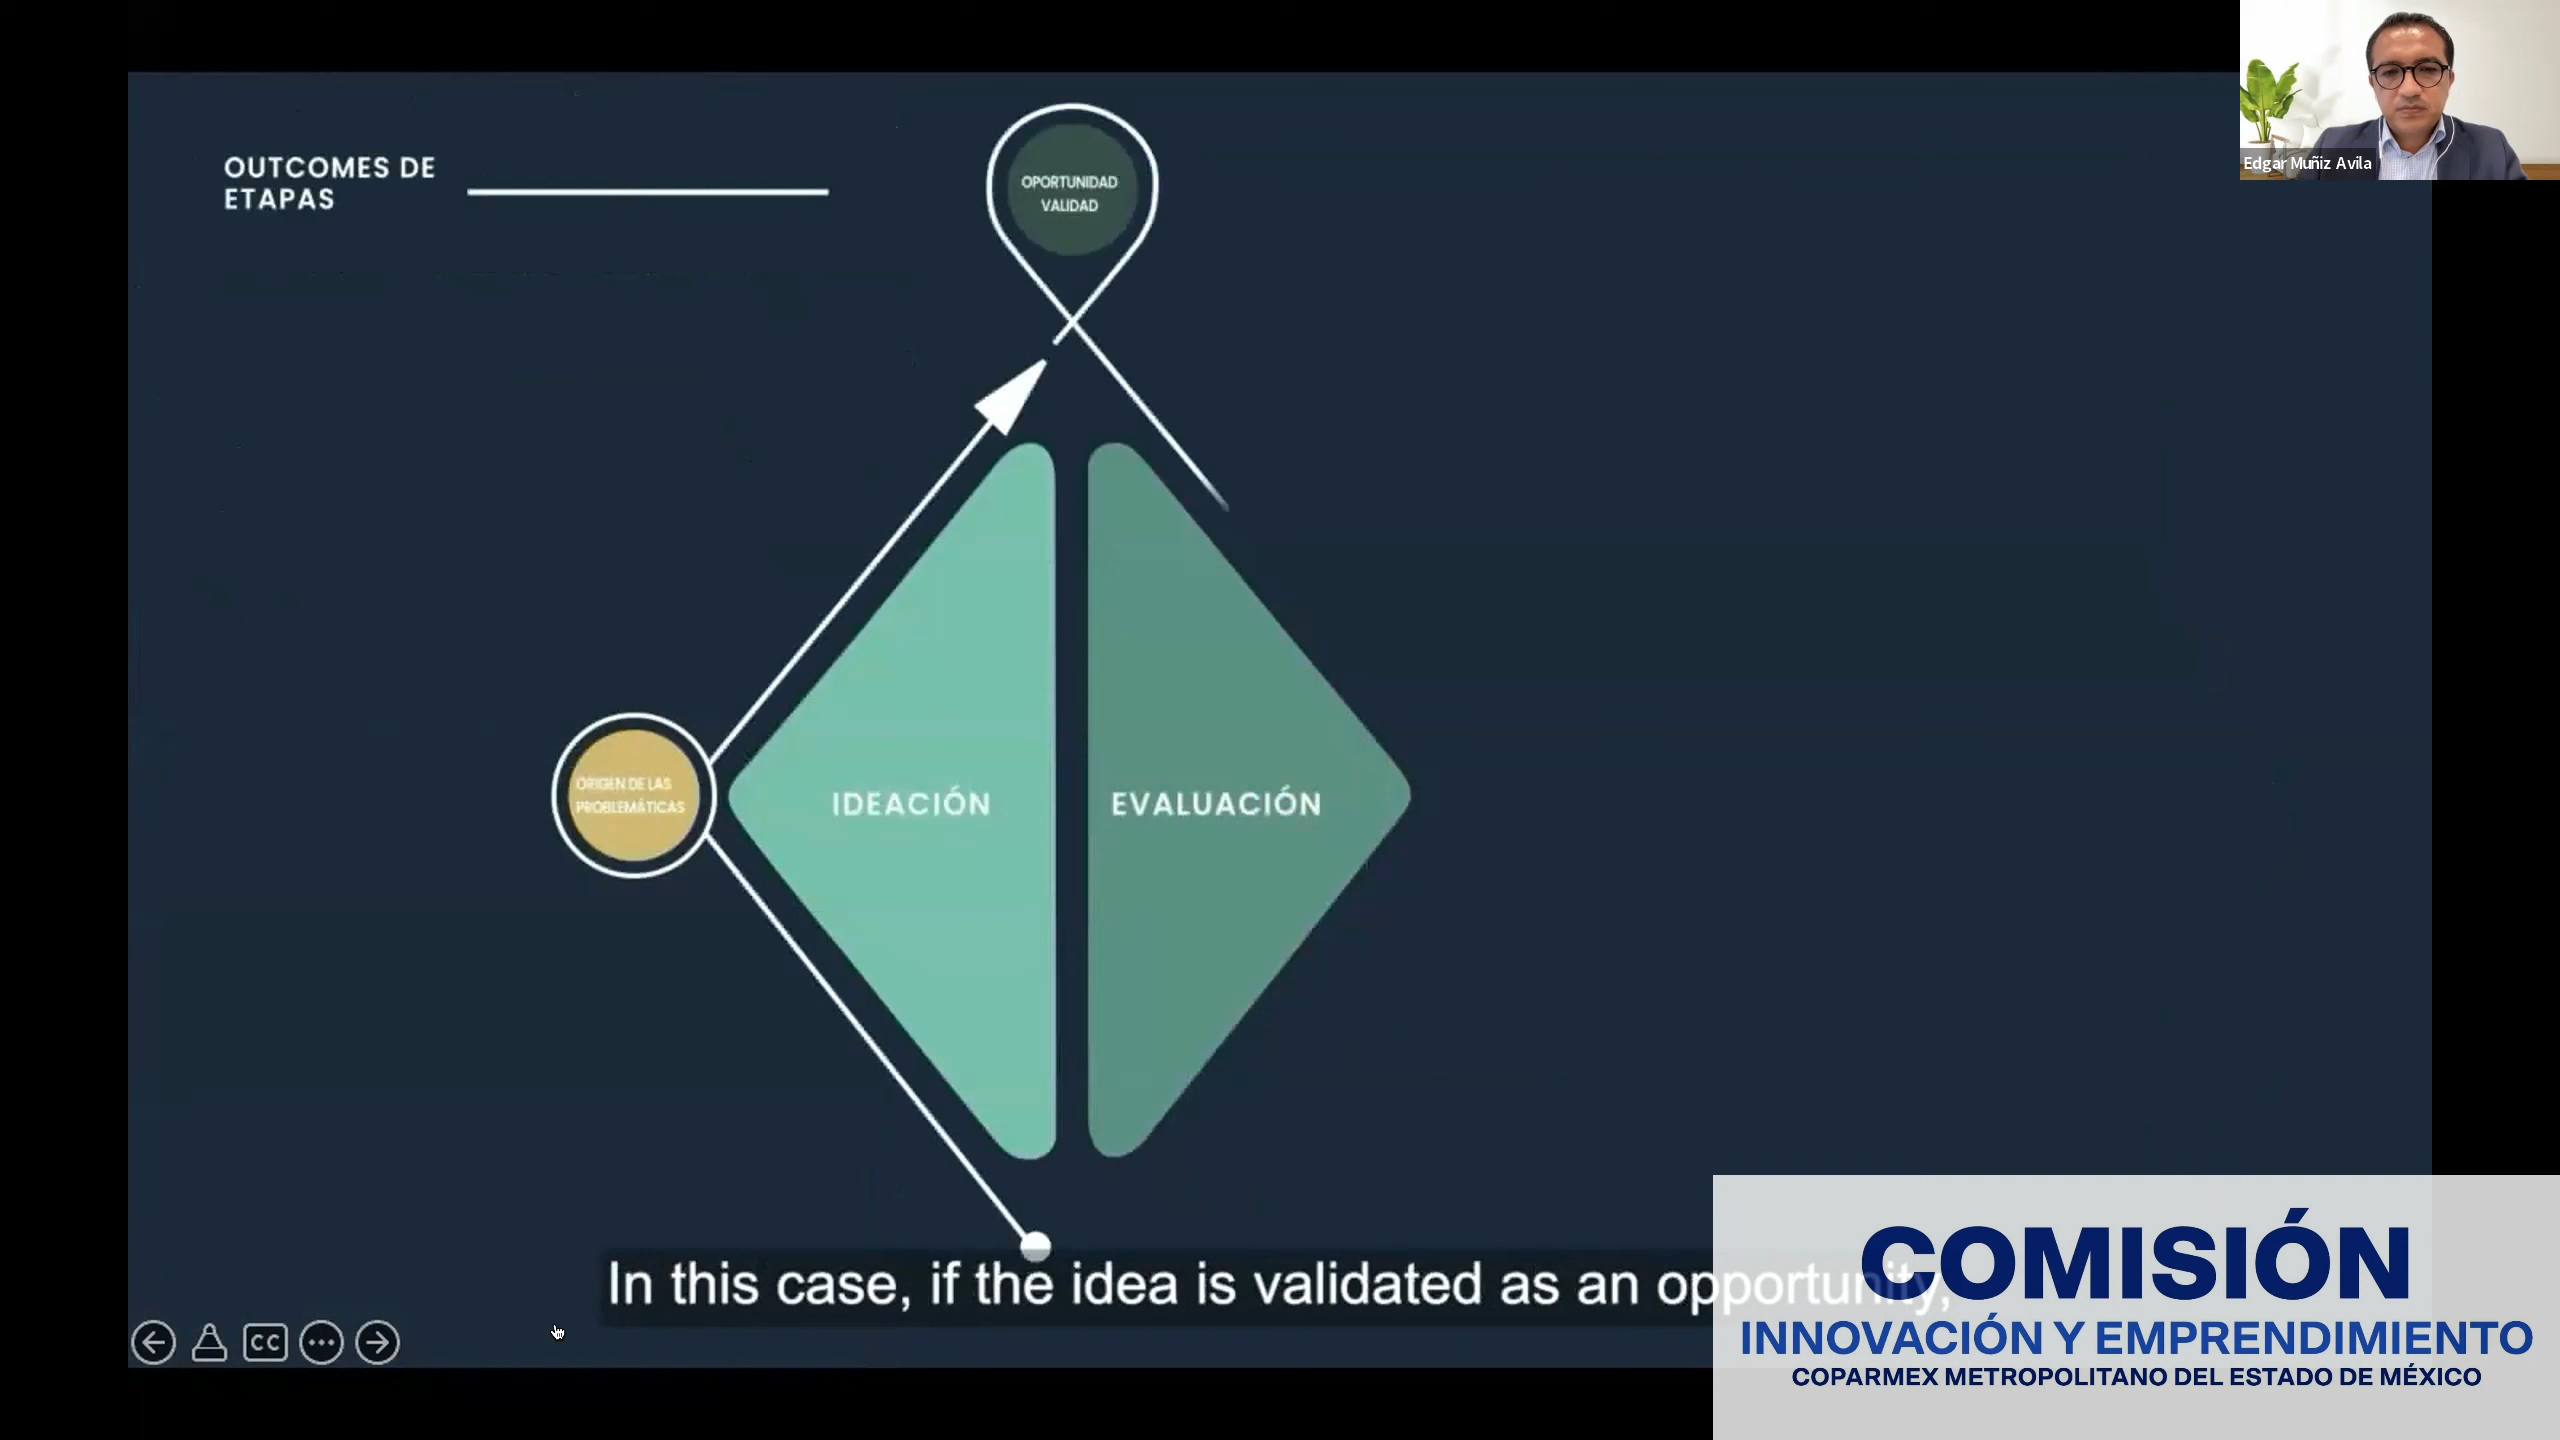 OUTCOMES DE
ETAPAS
OPORTUNIDAD
VALIDAD
Edgar Muñiz Avila
ORIGEN DE LAS
PROBLEMÁTICAS
IDEACIÓN
EVALUACIÓN
In this case, if the idea is validated as an opportunity,
CC
COMISIÓN
INNOVACIÓN Y EMPRENDIMIENTO
COPARMEX METROPOLITANO DEL ESTADO DE MÉXICO